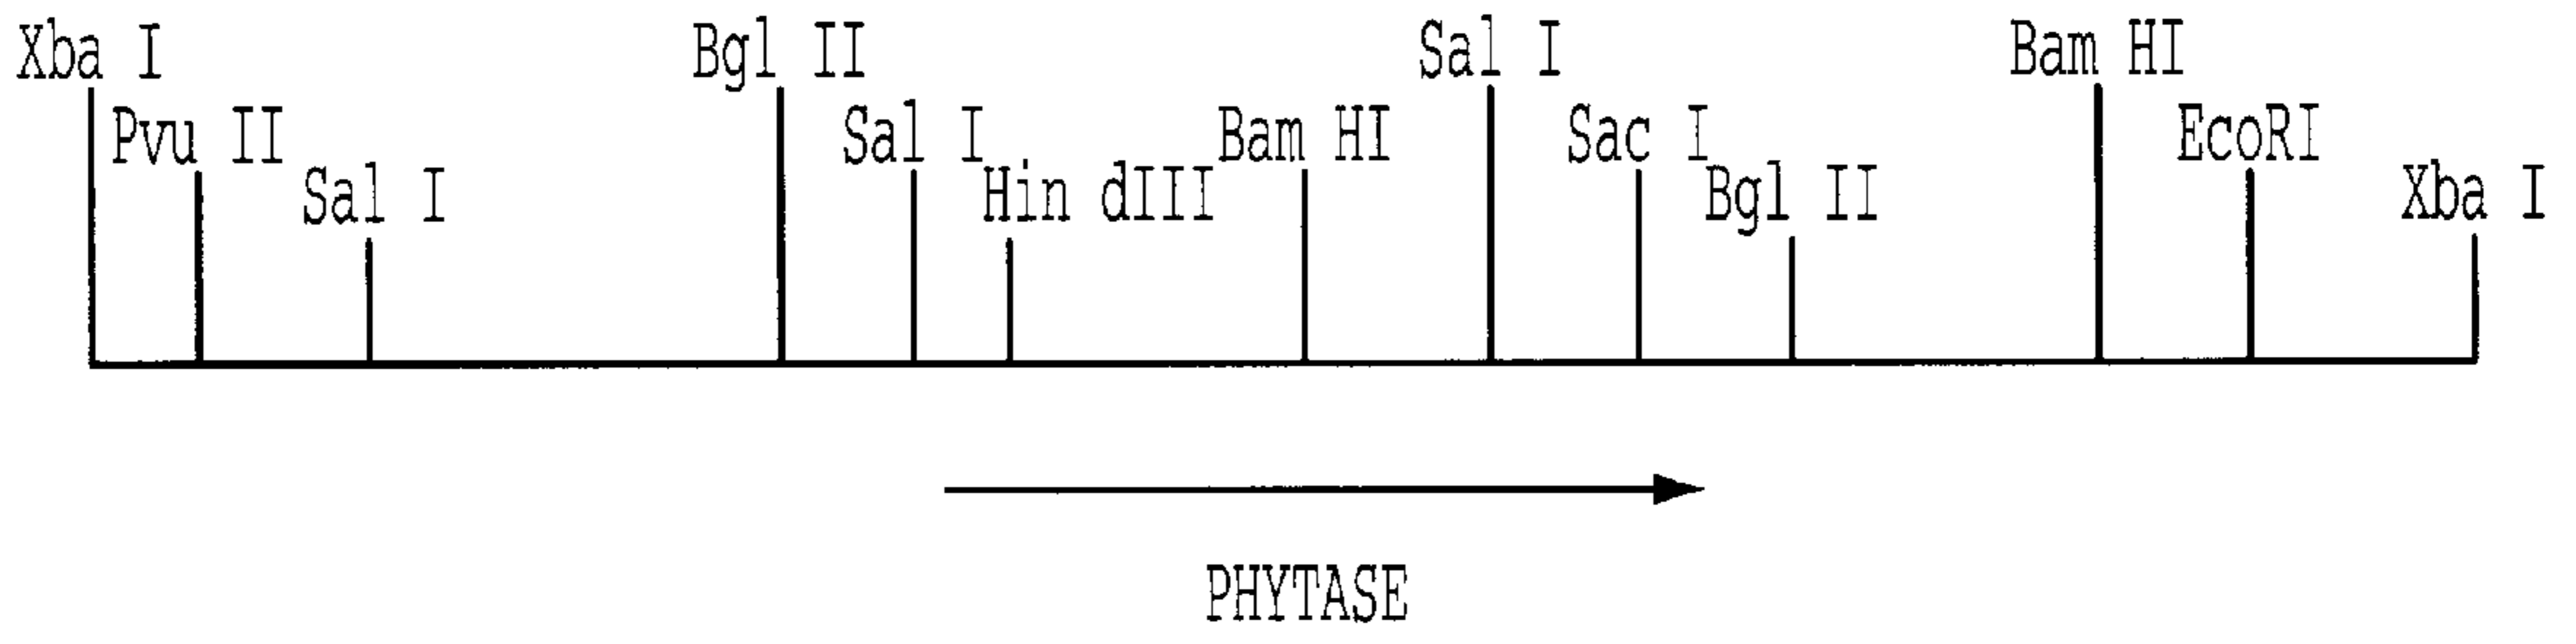 Xba I
Bgl II
Sal I
Bam HI
Pvu II
Sal I
Bam HI
Sac I
EcoRI
Sal I
Hin dIII
Bgl II
Xba I
PHYTASE